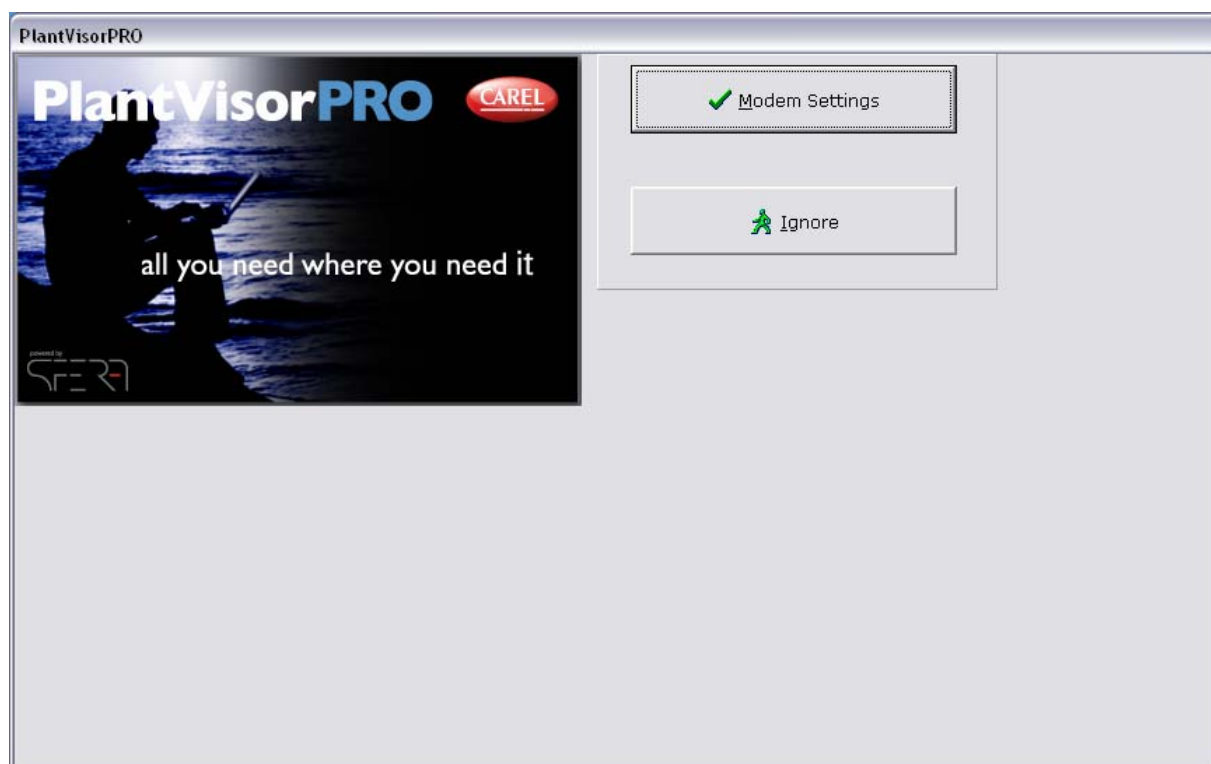 PlantVisorPRO
PlantVisorPRO
CAREL
all you need where you need it
powered by
SFERA
Modem Settings
Ignore